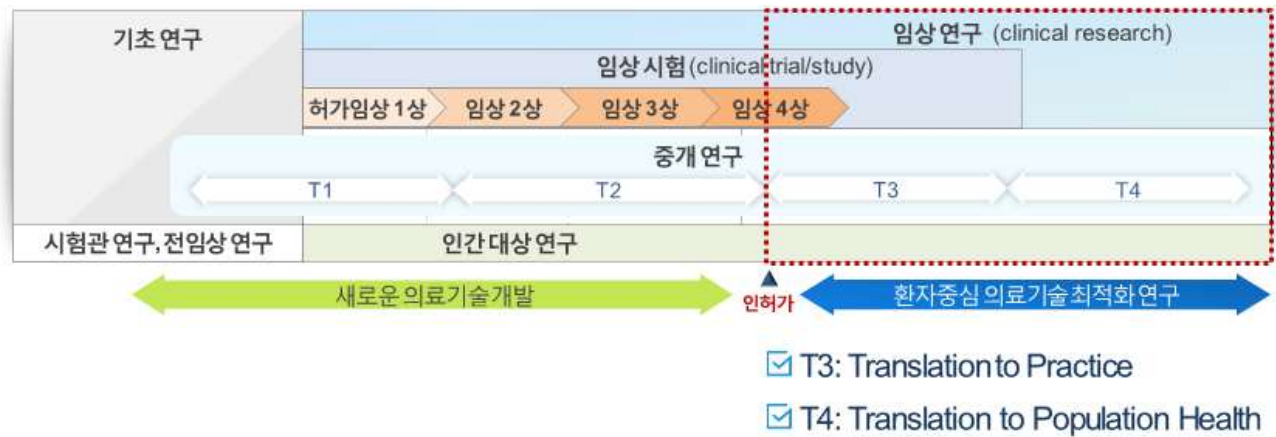 기초 연구
임상 연구 (clinical research)
임상 시험(clinical trial/study)
허가임상 1상 임상 2상 임상 3상 임상 4상
중개 연구
T1 T2 T3 T4
시험관 연구, 전임상 연구 인간 대상 연구
새로운 의료기술개발 인허가 환자중심 의료기술최적화 연구
T3: Translation to Practice
T4: Translation to Population Health